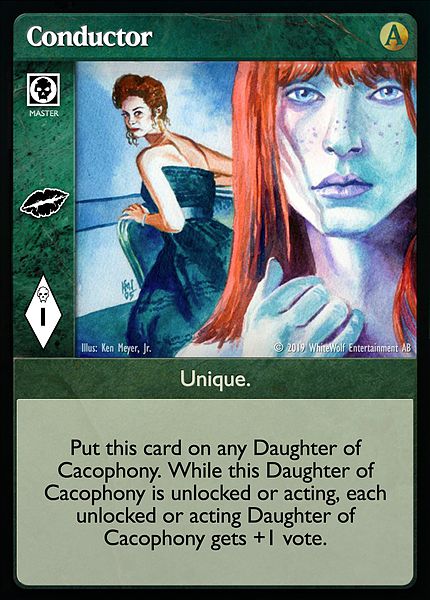 Conductor
A
MASTER
1
Illus: Ken Meyer, Jr.
© 2019 WhiteWolf Entertainment AB
Unique.
Put this card on any Daughter of
Cacophony. While this Daughter of
Cacophony is unlocked or acting, each
unlocked or acting Daughter of
Cacophony gets +1 vote.